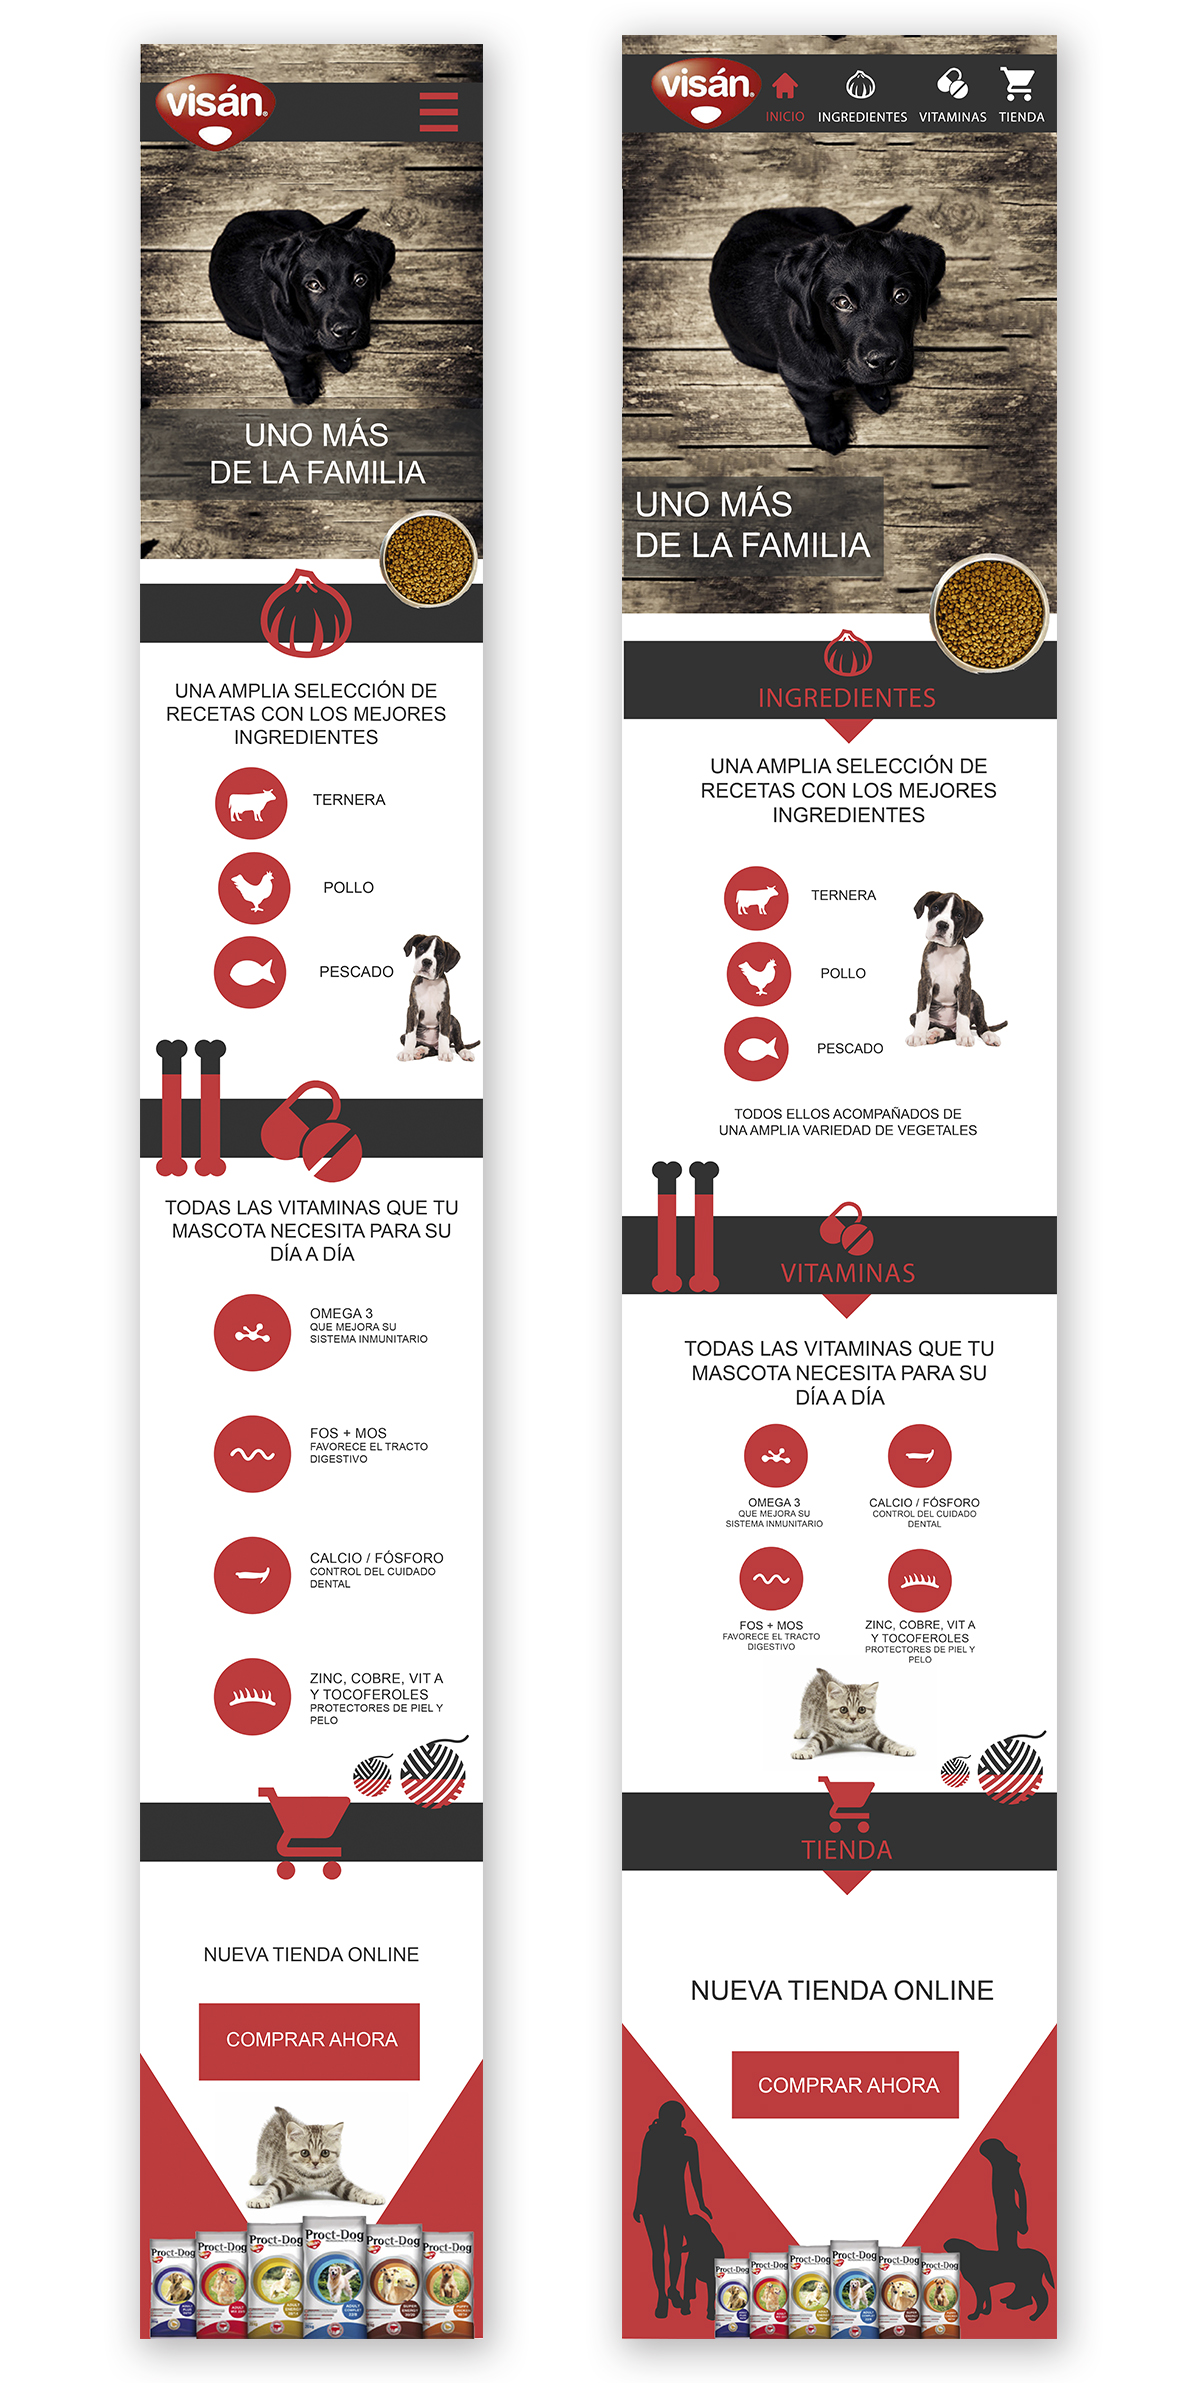 visán®
UNO MÁS
DE LA FAMILIA
UNA AMPLIA SELECCIÓN DE
RECETAS CON LOS MEJORES
INGREDIENTES
TERNERA
POLLO
PESCADO
TODAS LAS VITAMINAS QUE TU
MASCOTA NECESITA PARA SU
DÍA A DÍA
OMEGA 3
QUE MEJORA SU
SISTEMA INMUNITARIO
FOS + MOS
FAVORECE EL TRACTO
DIGESTIVO
CALCIO / FÓSFORO
CONTROL DEL CUIDADO
DENTAL
ZINC, COBRE, VIT A
Y TOCOFEROLES
PROTECTORES DE PIEL Y
PELO
NUEVA TIENDA ONLINE
COMPRAR AHORA
Proct-Dog
Proct-Dog
Proct-Dog
Proct-Dog
Proct-Dog
Proct-Dog
visán®
INICIO
INGREDIENTES
VITAMINAS
TIENDA
UNO MÁS
DE LA FAMILIA
INGREDIENTES
UNA AMPLIA SELECCIÓN DE
RECETAS CON LOS MEJORES
INGREDIENTES
TERNERA
POLLO
PESCADO
TODOS ELLOS ACOMPAÑADOS DE
UNA AMPLIA VARIEDAD DE VEGETALES
VITAMINAS
TODAS LAS VITAMINAS QUE TU
MASCOTA NECESITA PARA SU
DÍA A DÍA
OMEGA 3
QUE MEJORA SU
SISTEMA INMUNITARIO
CALCIO / FÓSFORO
CONTROL DEL CUIDADO
DENTAL
FOS + MOS
FAVORECE EL TRACTO
DIGESTIVO
ZINC, COBRE, VIT A
Y TOCOFEROLES
PROTECTORES DE PIEL Y
PELO
TIENDA
NUEVA TIENDA ONLINE
COMPRAR AHORA
Proct-Dog
Proct-Dog
Proct-Dog
Proct-Dog
Proct-Dog
Proct-Dog